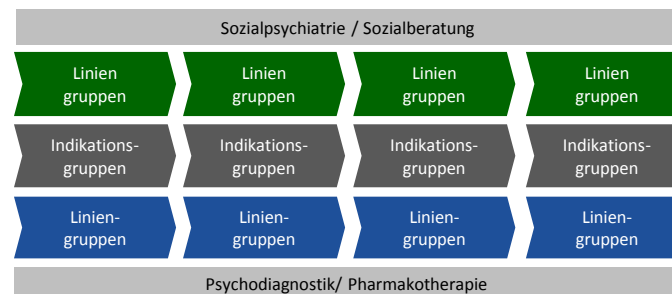 Sozialpsychiatrie / Sozialberatung
Linien
gruppen
Linien
gruppen
Linien
gruppen
Linien
gruppen
Indikations-
gruppen
Indikations-
gruppen
Indikations-
gruppen
Indikations-
gruppen
Linien-
gruppen
Linien-
gruppen
Linien-
gruppen
Linien-
gruppen
Psychodiagnostik/ Pharmakotherapie